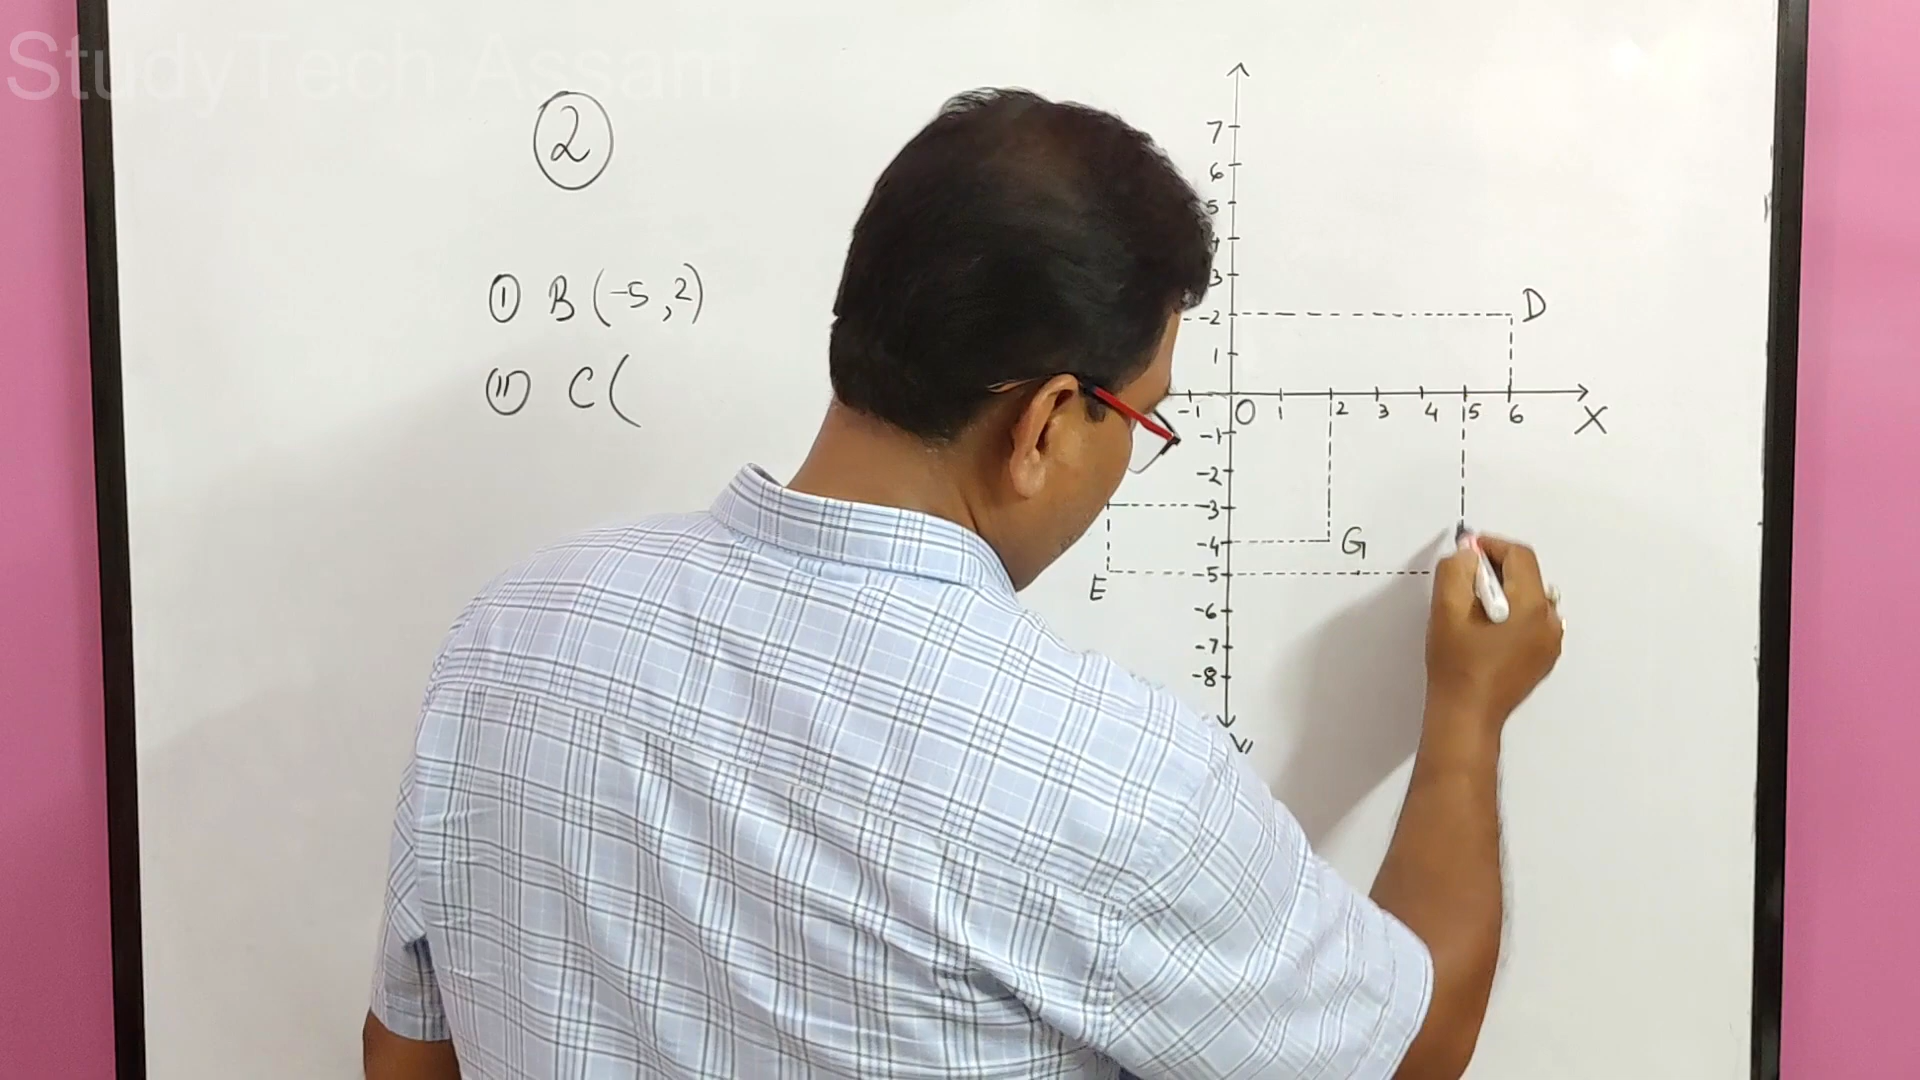 StudyTech Assam
2
(i) B (-5, 2)
(ii) C (
7
6
5
3
2 D
1
-1 O 1 2 3 4 5 6 X
-1
-2
-3
-4 G
-5
E
-6
-7
-8